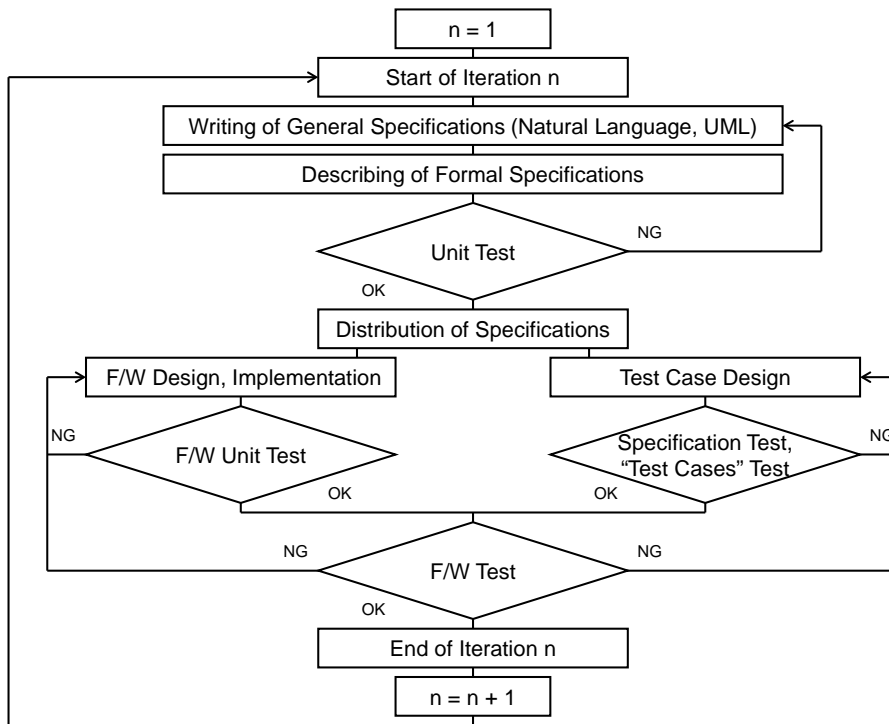 n = 1
Start of Iteration n
Writing of General Specifications (Natural Language, UML)
Describing of Formal Specifications
Unit Test
NG
OK
Distribution of Specifications
F/W Design, Implementation
Test Case Design
NG
F/W Unit Test
OK
Specification Test,
“Test Cases” Test
NG
OK
NG
F/W Test
NG
OK
End of Iteration n
n = n + 1